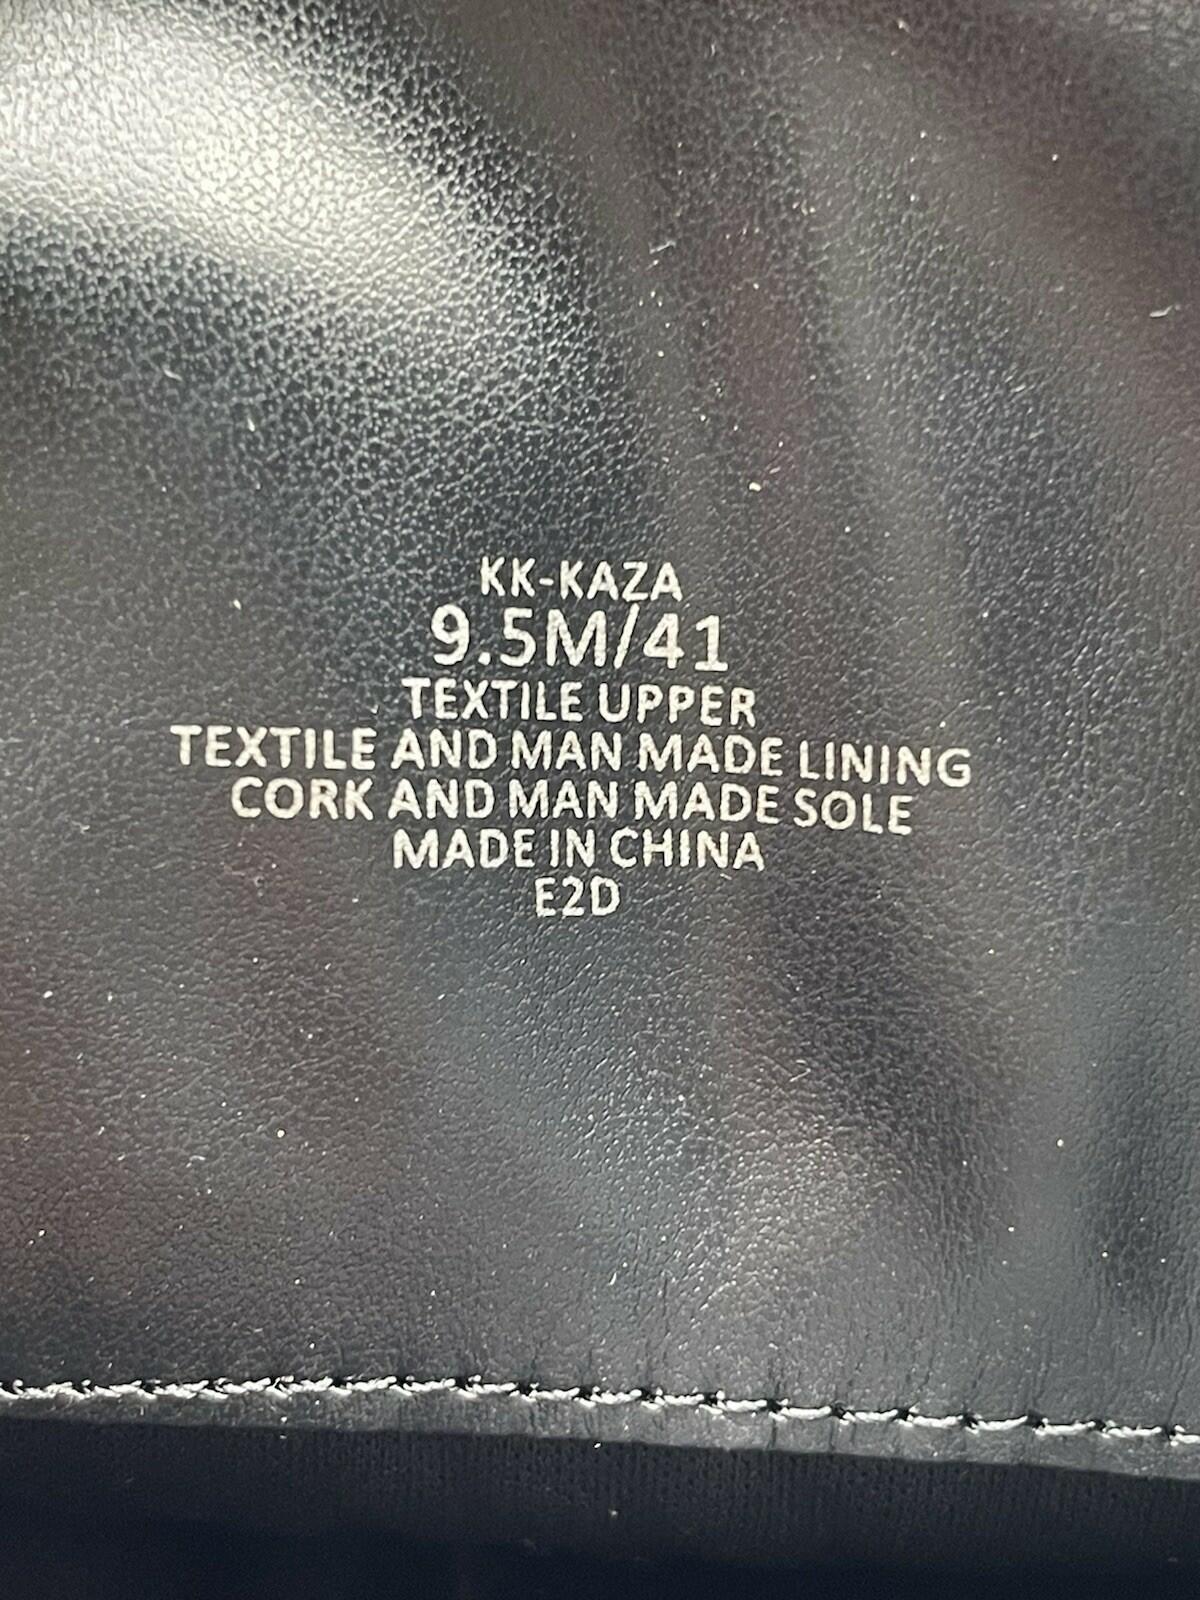 KK-KAZA
9.5M/41
TEXTILE UPPER
TEXTILE AND MAN MADE LINING
CORK AND MAN MADE SOLE
MADE IN CHINA
E2D